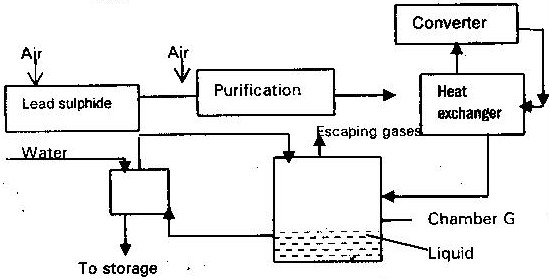 Converter
Air
Air
Lead sulphide
Purification
Heat
exchanger
Escaping gases
Water
Chamber G
Liquid
To storage